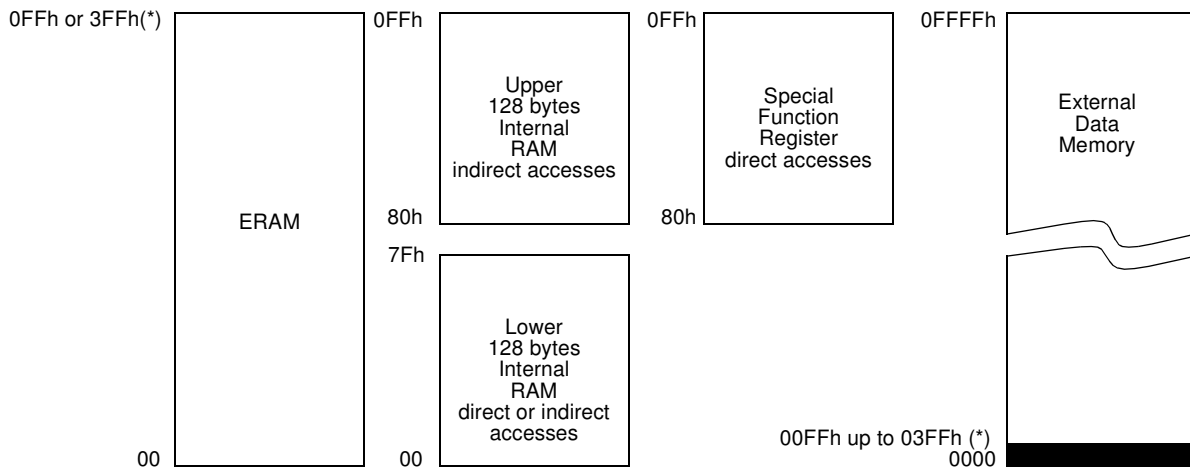 0FFh or 3FFh(*)
ERAM
00
0FFh
Upper
128 bytes
Internal
RAM
indirect accesses
80h
7Fh
Lower
128 bytes
Internal
RAM
direct or indirect
accesses
00
0FFh
Special
Function
Register
direct accesses
80h
0FFFFh
External
Data
Memory
00FFh up to 03FFh (*)
0000